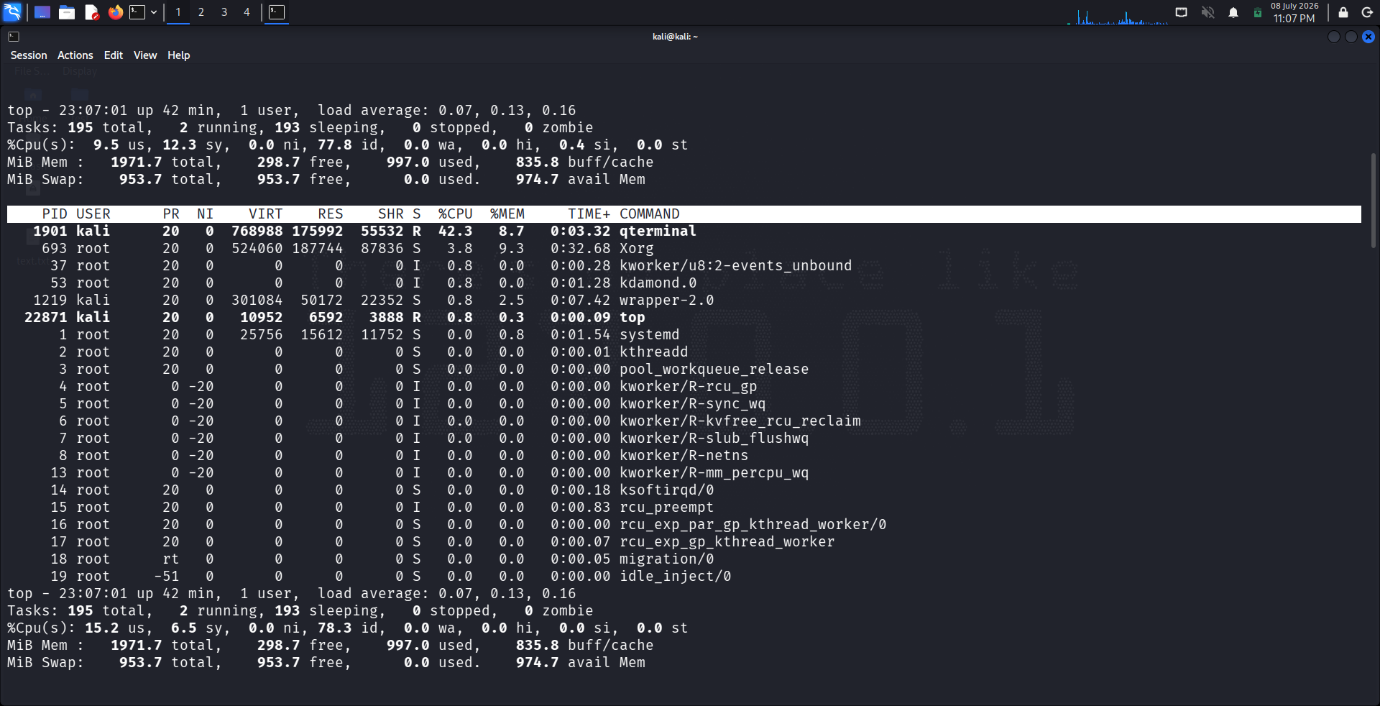 1 2 3 4
08 July 2026
11:07 PM
kali@kali: ~
Session Actions Edit View Help
top - 23:07:01 up 42 min,  1 user,  load average: 0.07, 0.13, 0.16
Tasks: 195 total,   2 running, 193 sleeping,   0 stopped,   0 zombie
%Cpu(s):  9.5 us, 12.3 sy,  0.0 ni, 77.8 id,  0.0 wa,  0.0 hi,  0.4 si,  0.0 st
MiB Mem :   1971.7 total,    298.7 free,    997.0 used,    835.8 buff/cache
MiB Swap:    953.7 total,    953.7 free,      0.0 used.    974.7 avail Mem
PID USER      PR  NI    VIRT    RES    SHR S  %CPU  %MEM     TIME+ COMMAND
1901 kali      20   0  768988 175992  55532 R  42.3   8.7   0:03.32 qterminal
693 root      20   0  524060 187744  87836 S   3.8   9.3   0:32.68 Xorg
37 root      20   0       0      0      0 I   0.8   0.0   0:00.28 kworker/u8:2-events_unbound
53 root      20   0       0      0      0 I   0.8   0.0   0:01.28 kdamond.0
1219 kali      20   0  301084  50172  22352 S   0.8   2.5   0:07.42 wrapper-2.0
22871 kali      20   0   10952   6592   3888 R   0.8   0.3   0:00.09 top
1 root      20   0   25756  15612  11752 S   0.0   0.8   0:01.54 systemd
2 root      20   0       0      0      0 S   0.0   0.0   0:00.01 kthreadd
3 root      20   0       0      0      0 S   0.0   0.0   0:00.00 pool_workqueue_release
4 root       0 -20       0      0      0 I   0.0   0.0   0:00.00 kworker/R-rcu_gp
5 root       0 -20       0      0      0 I   0.0   0.0   0:00.00 kworker/R-sync_wq
6 root       0 -20       0      0      0 I   0.0   0.0   0:00.00 kworker/R-kvfree_rcu_reclaim
7 root       0 -20       0      0      0 I   0.0   0.0   0:00.00 kworker/R-slub_flushwq
8 root       0 -20       0      0      0 I   0.0   0.0   0:00.00 kworker/R-netns
13 root       0 -20       0      0      0 I   0.0   0.0   0:00.00 kworker/R-mm_percpu_wq
14 root      20   0       0      0      0 S   0.0   0.0   0:00.18 ksoftirqd/0
15 root      20   0       0      0      0 I   0.0   0.0   0:00.83 rcu_preempt
16 root      20   0       0      0      0 S   0.0   0.0   0:00.00 rcu_exp_par_gp_kthread_worker/0
17 root      20   0       0      0      0 S   0.0   0.0   0:00.07 rcu_exp_gp_kthread_worker
18 root      rt   0       0      0      0 S   0.0   0.0   0:00.05 migration/0
19 root     -51   0       0      0      0 S   0.0   0.0   0:00.00 idle_inject/0
top - 23:07:01 up 42 min,  1 user,  load average: 0.07, 0.13, 0.16
Tasks: 195 total,   2 running, 193 sleeping,   0 stopped,   0 zombie
%Cpu(s): 15.2 us,  6.5 sy,  0.0 ni, 78.3 id,  0.0 wa,  0.0 hi,  0.0 si,  0.0 st
MiB Mem :   1971.7 total,    298.7 free,    997.0 used,    835.8 buff/cache
MiB Swap:    953.7 total,    953.7 free,      0.0 used.    974.7 avail Mem